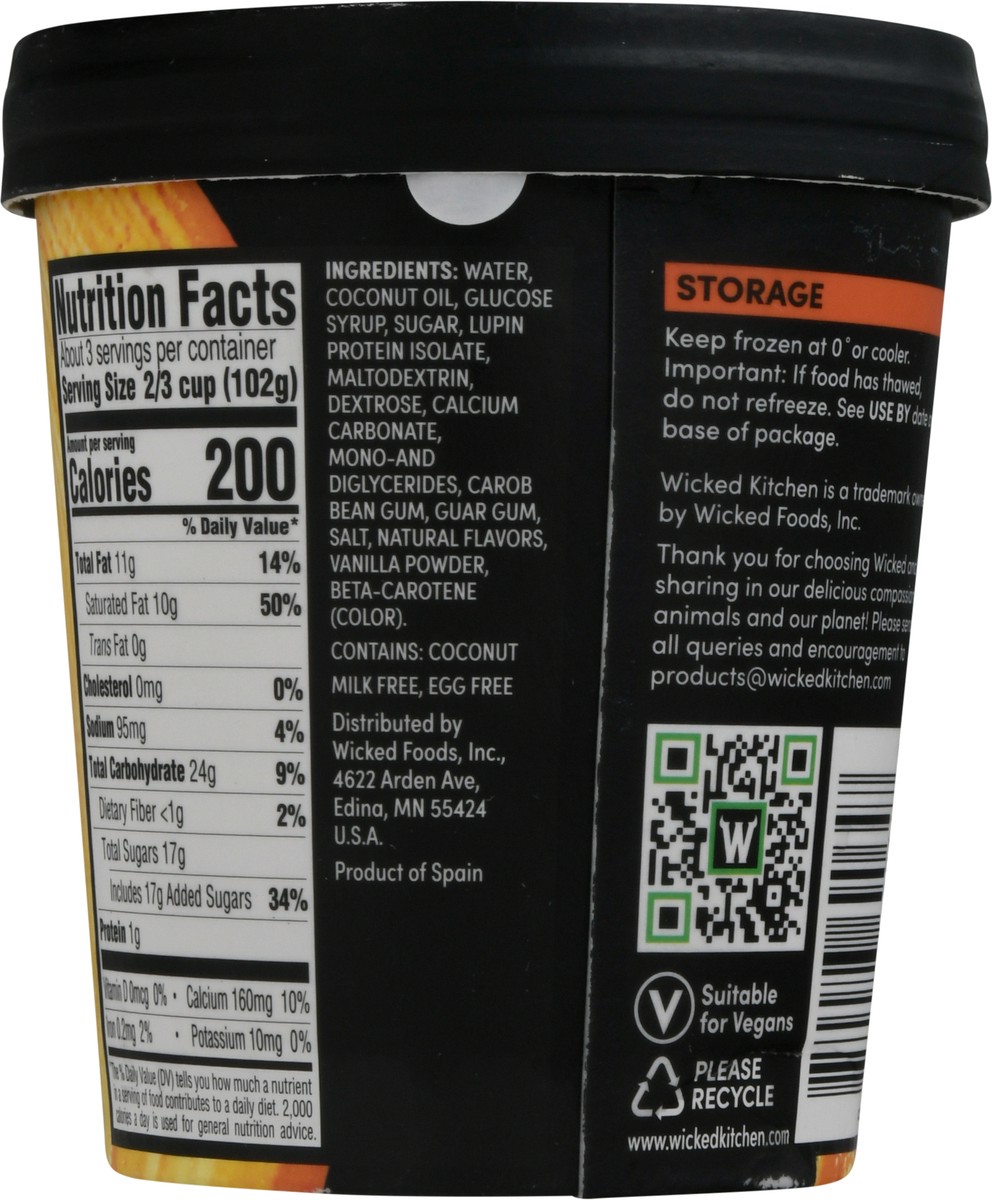 Nutrition Facts
About 3 servings per container
Serving Size 2/3 cup (102g)
Amount per serving
Calories 200
% Daily Value*
Total Fat 11g 14%
Saturated Fat 10g 50%
Trans Fat 0g
Cholesterol 0mg 0%
Sodium 95mg 4%
Total Carbohydrate 24g 9%
Dietary Fiber <1g 2%
Total Sugars 17g
Includes 17g Added Sugars 34%
Protein 1g
Vitamin D 0mcg 0% • Calcium 160mg 10%
Iron 0.2mg 2% • Potassium 10mg 0%
*The % Daily Value (DV) tells you how much a nutrient
in a serving of food contributes to a daily diet. 2,000
calories a day is used for general nutrition advice.
INGREDIENTS: WATER,
COCONUT OIL, GLUCOSE
SYRUP, SUGAR, LUPIN
PROTEIN ISOLATE,
MALTODEXTRIN,
DEXTROSE, CALCIUM
CARBONATE,
MONO-AND
DIGLYCERIDES, CAROB
BEAN GUM, GUAR GUM,
SALT, NATURAL FLAVORS,
VANILLA POWDER,
BETA-CAROTENE
(COLOR).
CONTAINS: COCONUT
MILK FREE, EGG FREE
Distributed by
Wicked Foods, Inc.,
4622 Arden Ave,
Edina, MN 55424
U.S.A.
Product of Spain
STORAGE
Keep frozen at 0° or cooler.
Important: If food has thawed,
do not refreeze. See USE BY date
base of package.
Wicked Kitchen is a trademark
by Wicked Foods, Inc.
Thank you for choosing Wicked
sharing in our delicious
animals and our planet! Please
all queries and encouragement to
products@wickedkitchen.com
W
V Suitable
for Vegans
PLEASE
RECYCLE
www.wickedkitchen.com